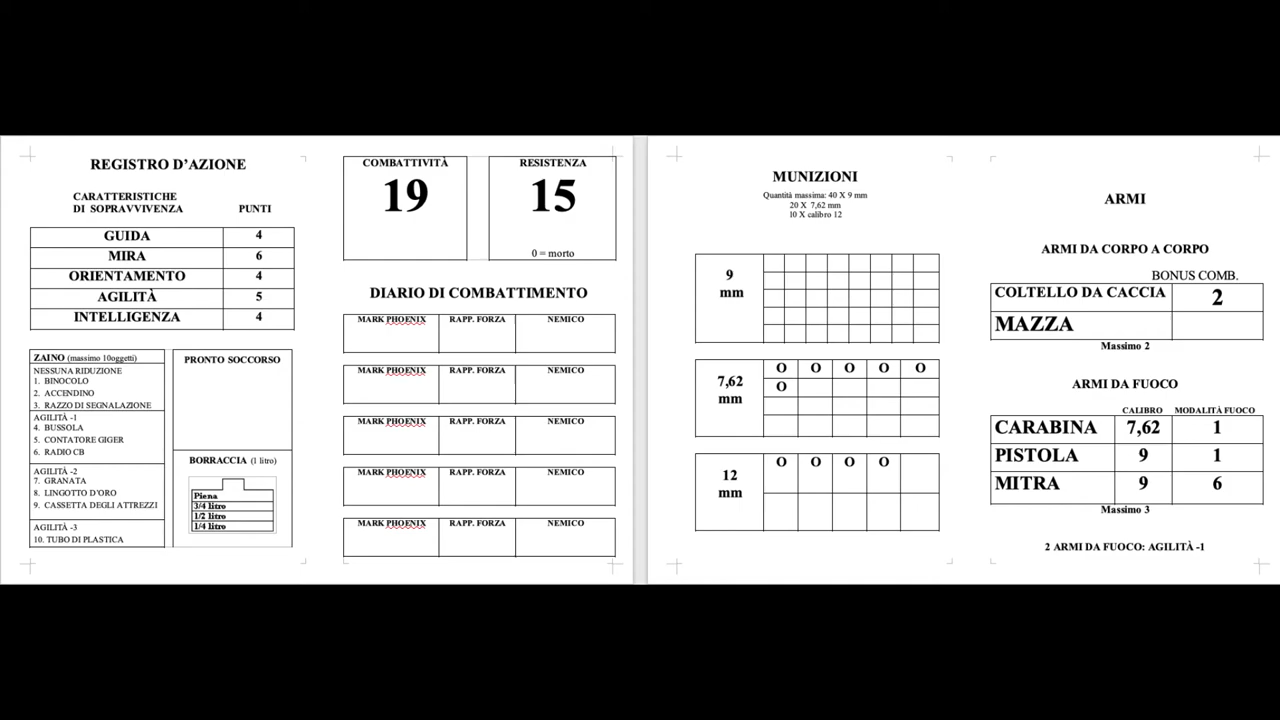 REGISTRO D'AZIONE
CARATTERISTICHE
DI SOPRAVVIVENZA PUNTI
GUIDA 4
MIRA 6
ORIENTAMENTO 4
AGILITÀ 5
INTELLIGENZA 4
ZAINO (massimo 10oggetti)
NESSUNA RIDUZIONE
1. BINOCOLO
2. ACCENDINO
3. RAZZO DI SEGNALAZIONE
AGILITÀ -1
4. BUSSOLA
5. CONTATORE GIGER
6. RADIO CB
AGILITÀ -2
7. GRANATA
8. LINGOTTO D'ORO
9. CASSETTA DEGLI ATTREZZI
AGILITÀ -3
10. TUBO DI PLASTICA
PRONTO SOCCORSO
BORRACCIA (1 litro)
Piena
3/4 litro
1/2 litro
1/4 litro
COMBATTIVITÀ
19
RESISTENZA
15
0 = morto
DIARIO DI COMBATTIMENTO
MARK PHOENIX RAPP. FORZA NEMICO
MARK PHOENIX RAPP. FORZA NEMICO
MARK PHOENIX RAPP. FORZA NEMICO
MARK PHOENIX RAPP. FORZA NEMICO
MARK PHOENIX RAPP. FORZA NEMICO
MUNIZIONI
Quantità massima: 40 X 9 mm
20 X 7,62 mm
10 X calibro 12
9
mm
7,62
mm
O O O O O
O
12
mm
O O O O
ARMI
ARMI DA CORPO A CORPO
BONUS COMB.
COLTELLO DA CACCIA 2
MAZZA
Massimo 2
ARMI DA FUOCO
CALIBRO MODALITÀ FUOCO
CARABINA 7,62 1
PISTOLA 9 1
MITRA 9 6
Massimo 3
2 ARMI DA FUOCO: AGILITÀ -1